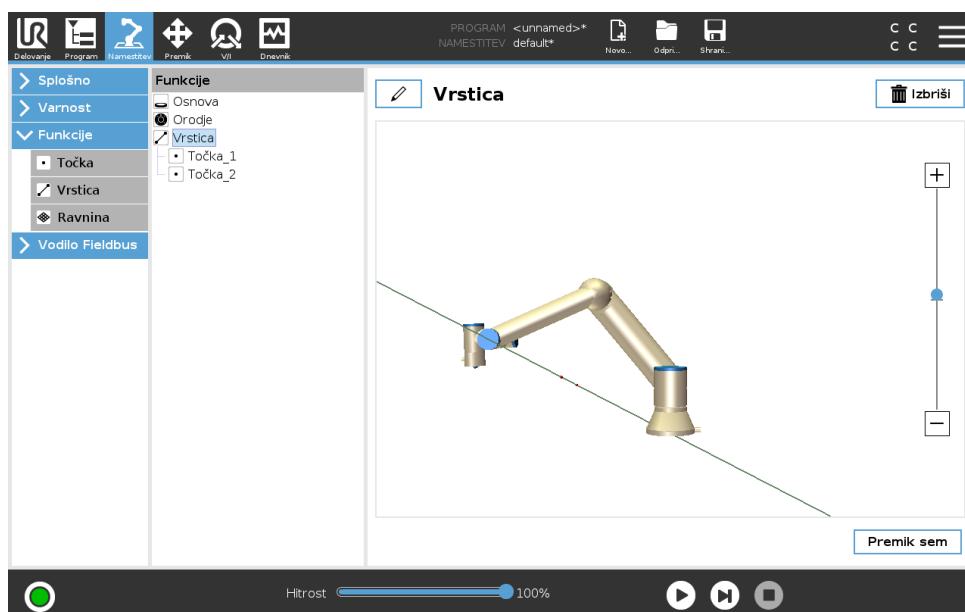 UR
PROGRAM <unnamed>*
NAMESTITEV default*
Delovanje Program Namestitev Premik V/I Dnevnik Novo... Odpri... Shrani...
C C
C C
Splošno
Varnost
Funkcije
Točka
Vrstica
Ravnina
Vodilo Fieldbus
Funkcije
Osnova
Orodje
Vrstica
Točka_1
Točka_2
Vrstica
Izbriši
Premik sem
Hitrost 100%